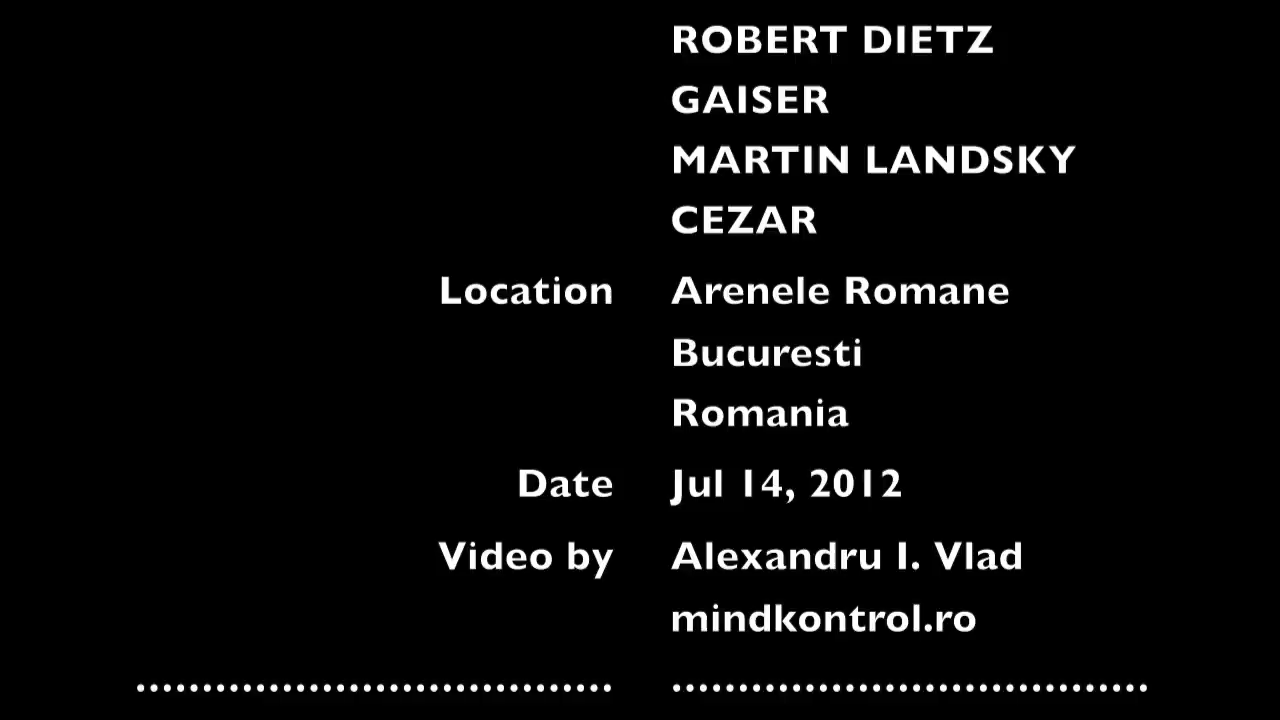 ROBERT DIETZ
GAISER
MARTIN LANDSKY
CEZAR
Location Arenele Romane
Bucuresti
Romania
Date Jul 14, 2012
Video by Alexandru I. Vlad
mindkontrol.ro
.................................... ....................................